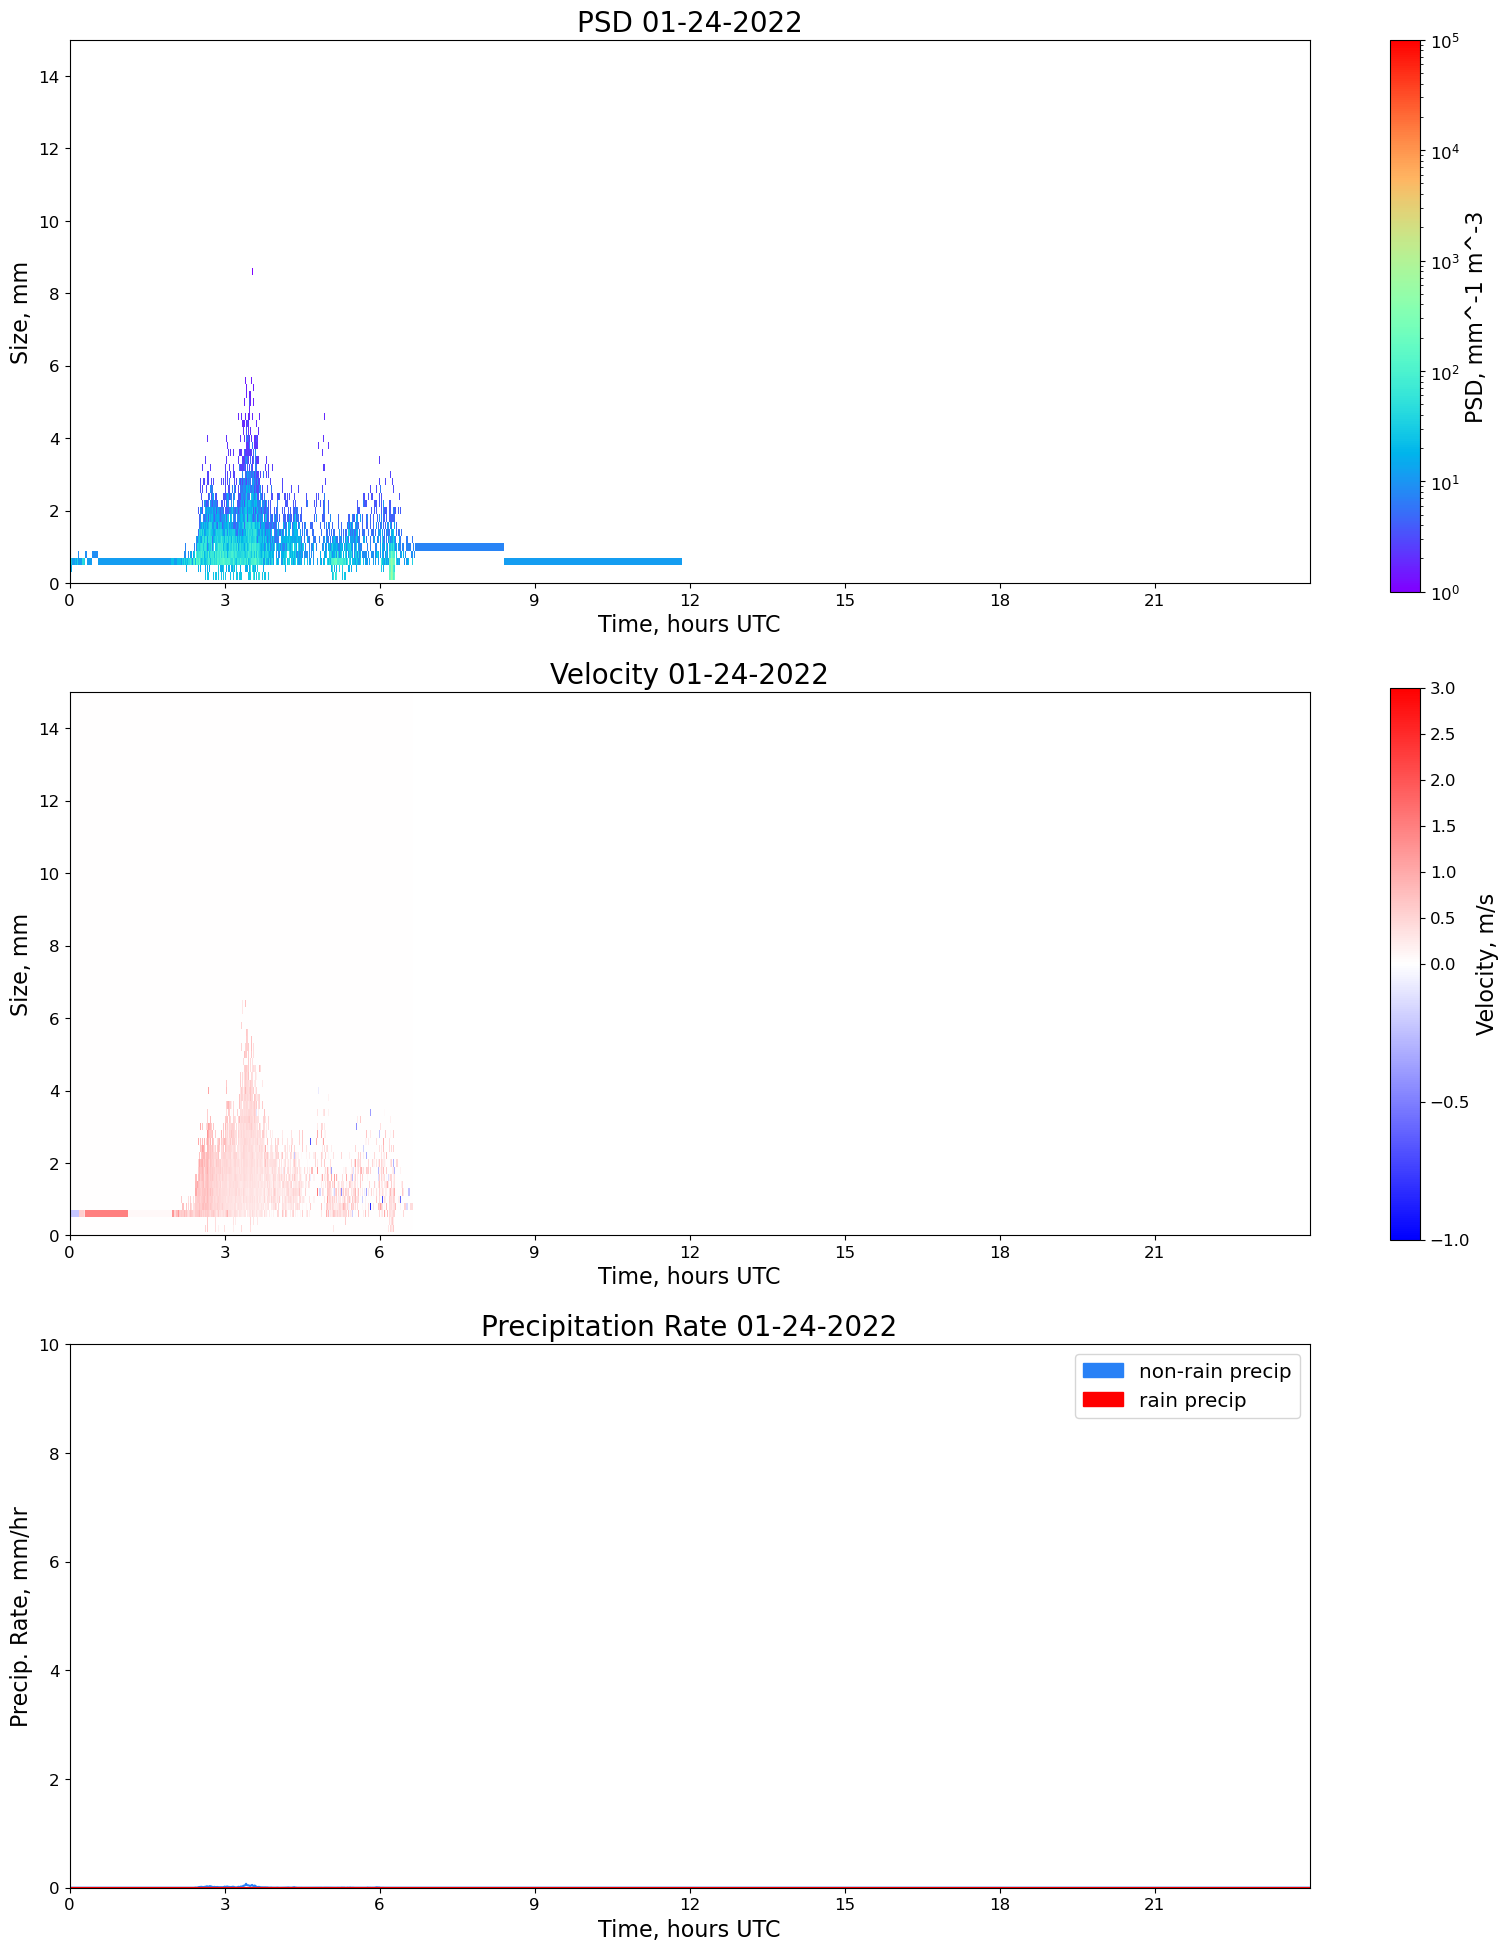 PSD 01-24-2022
14
12
10
8
6
4
2
0
Size, mm
0 3 6 9 12 15 18 21
Time, hours UTC
10^5
10^4
10^3
10^2
10^1
10^0
PSD, mm^-1 m^-3
Velocity 01-24-2022
14
12
10
8
6
4
2
0
Size, mm
0 3 6 9 12 15 18 21
Time, hours UTC
3.0
2.5
2.0
1.5
1.0
0.5
0.0
−0.5
−1.0
Velocity, m/s
Precipitation Rate 01-24-2022
10
8
6
4
2
0
Precip. Rate, mm/hr
non-rain precip
rain precip
0 3 6 9 12 15 18 21
Time, hours UTC